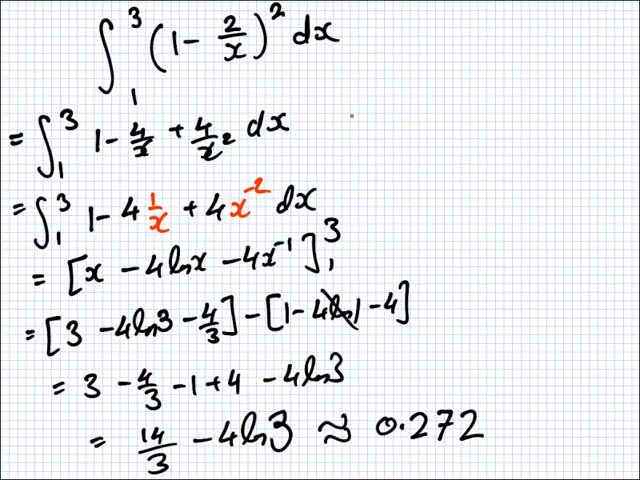 ∫₁³ (1 - 2/x)² dx
= ∫₁³ 1 - 4/x + 4/x² dx
= ∫₁³ 1 - 4 1/x + 4x⁻² dx
= [x - 4lnx - 4x⁻¹]₁³
= [3 - 4ln3 - 4/3] - [1 - 4ln1 - 4]
= 3 - 4/3 - 1 + 4 - 4ln3
= 14/3 - 4ln3 ≈ 0.272